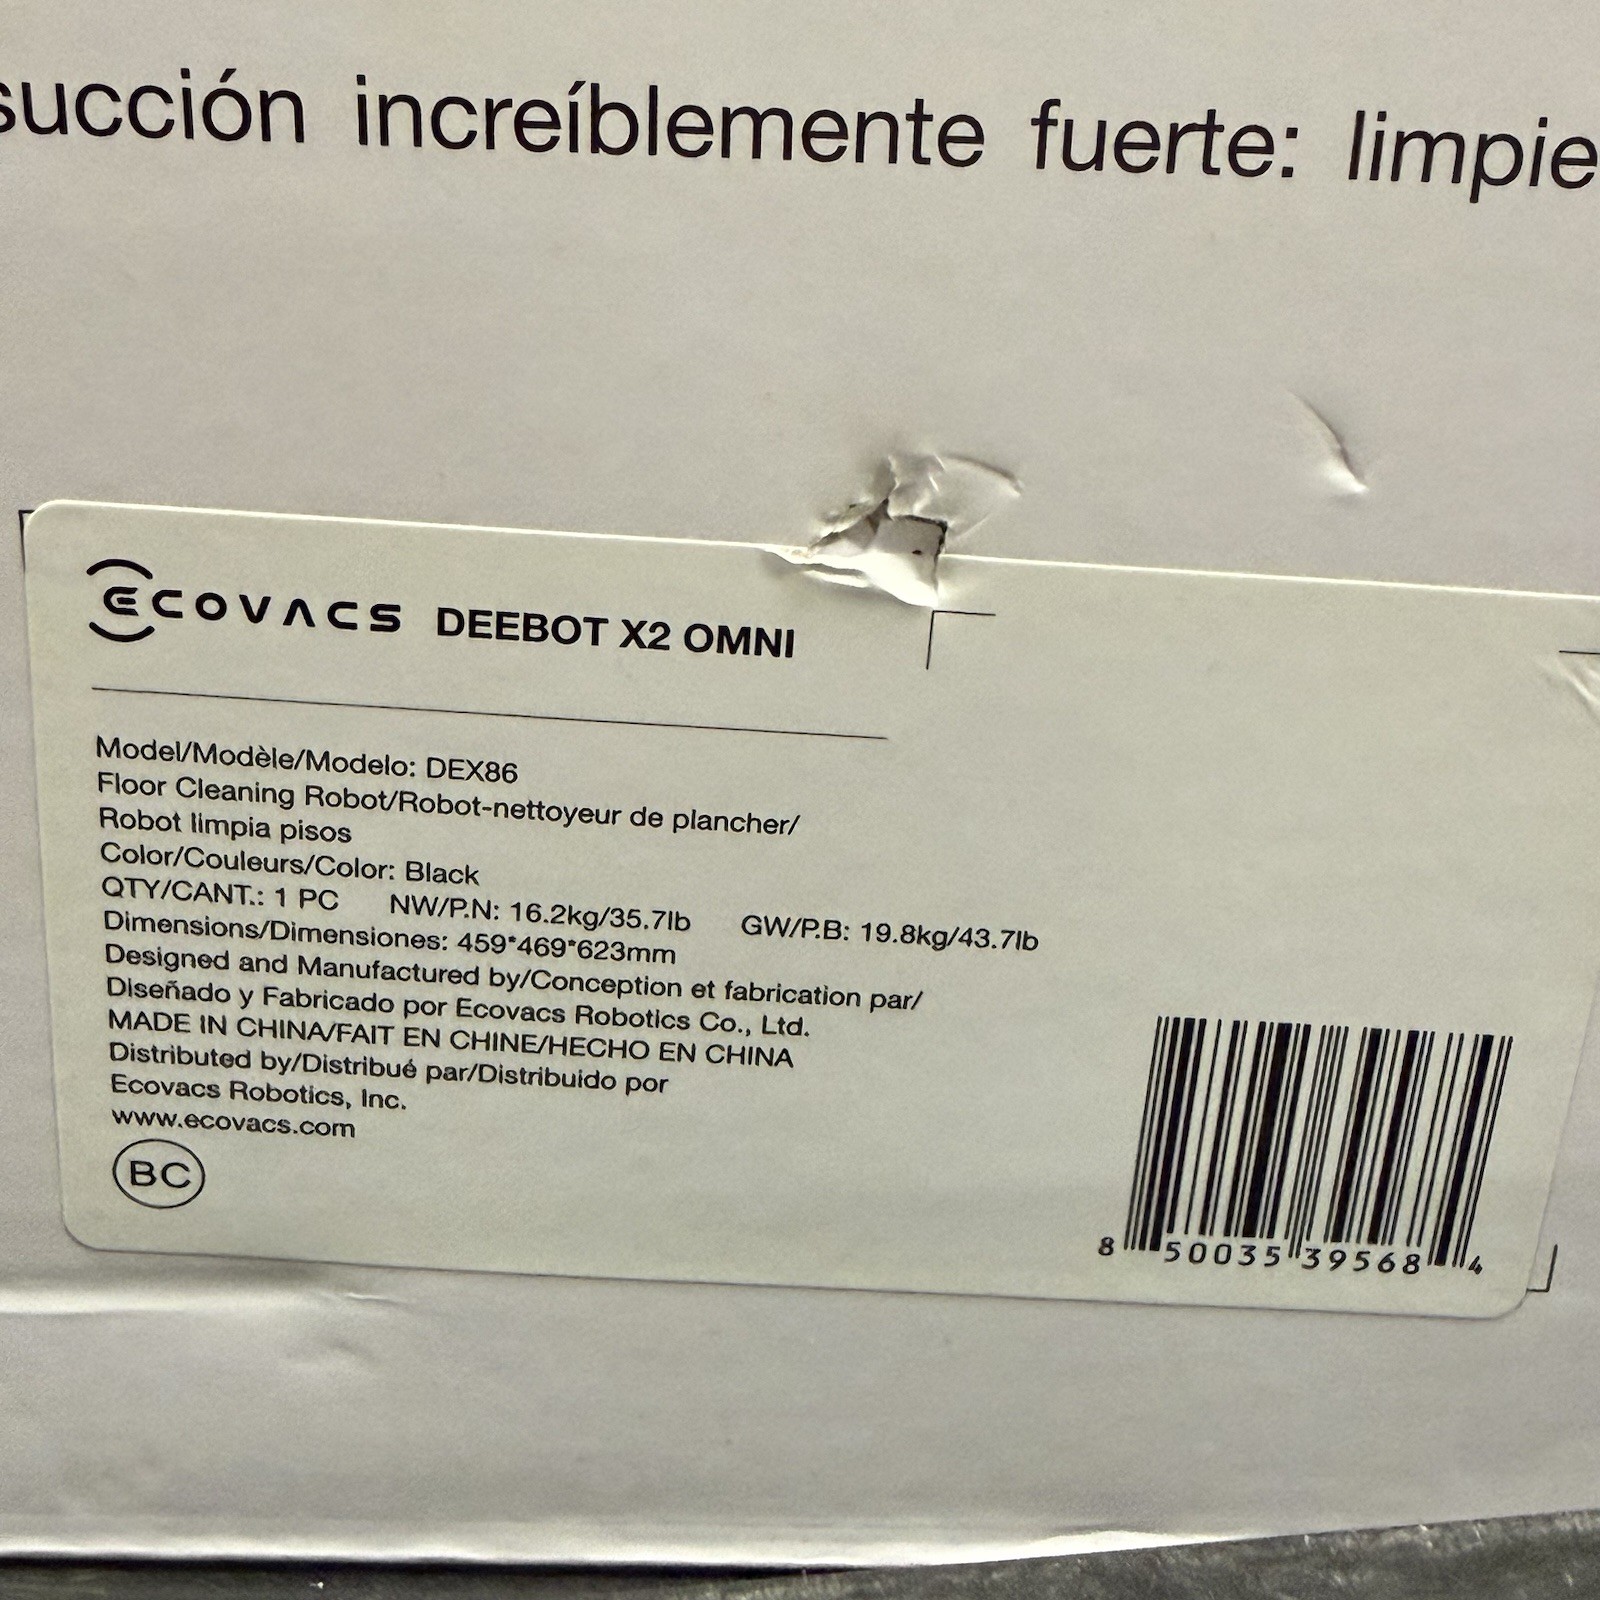 succión increíblemente fuerte: limpie
ECOVACS DEEBOT X2 OMNI
Model/Modèle/Modelo: DEX86
Floor Cleaning Robot/Robot-nettoyeur de plancher/
Robot limpia pisos
Color/Couleurs/Color: Black
QTY/CANT.: 1 PC NW/P.N: 16.2kg/35.7lb GW/P.B: 19.8kg/43.7lb
Dimensions/Dimensiones: 459*469*623mm
Designed and Manufactured by/Conception et fabrication par/
Diseñado y Fabricado por Ecovacs Robotics Co., Ltd.
MADE IN CHINA/FAIT EN CHINE/HECHO EN CHINA
Distributed by/Distribué par/Distribuido por
Ecovacs Robotics, Inc.
www.ecovacs.com
BC
8 50035 39568 4